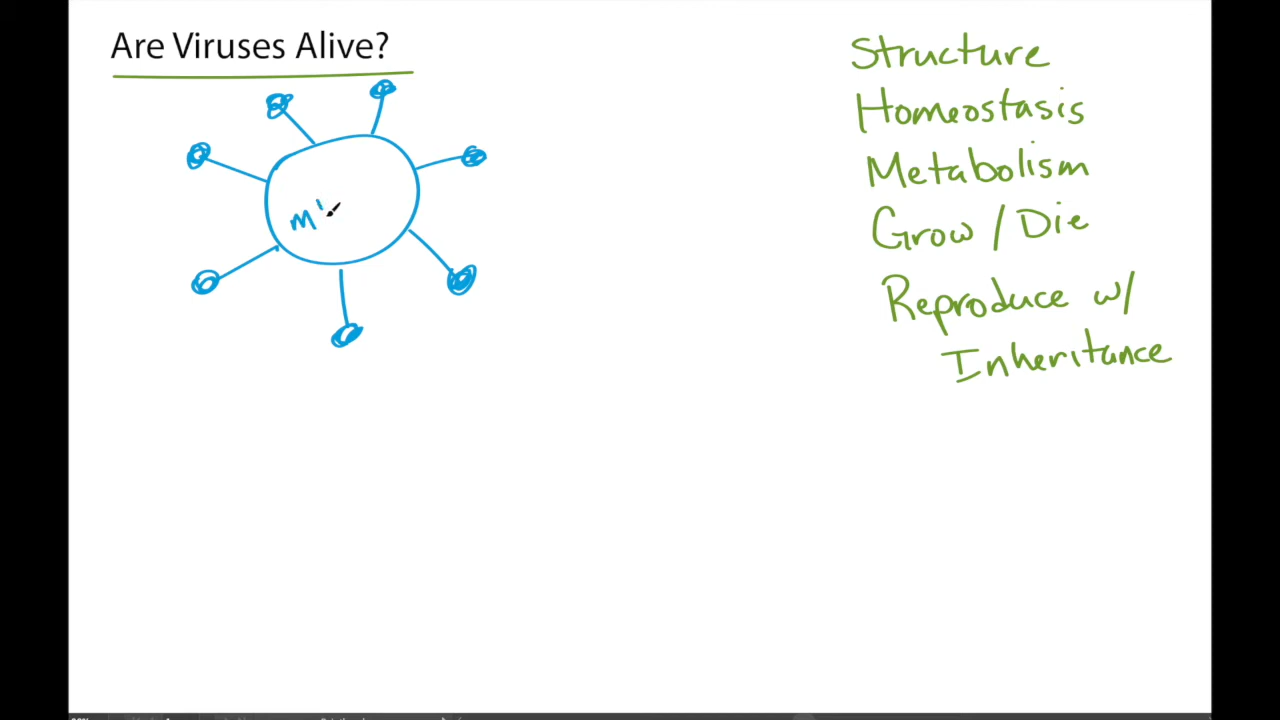 Are Viruses Alive?
Structure
Homeostasis
Metabolism
Grow / Die
Reproduce w/
Inheritance
m'